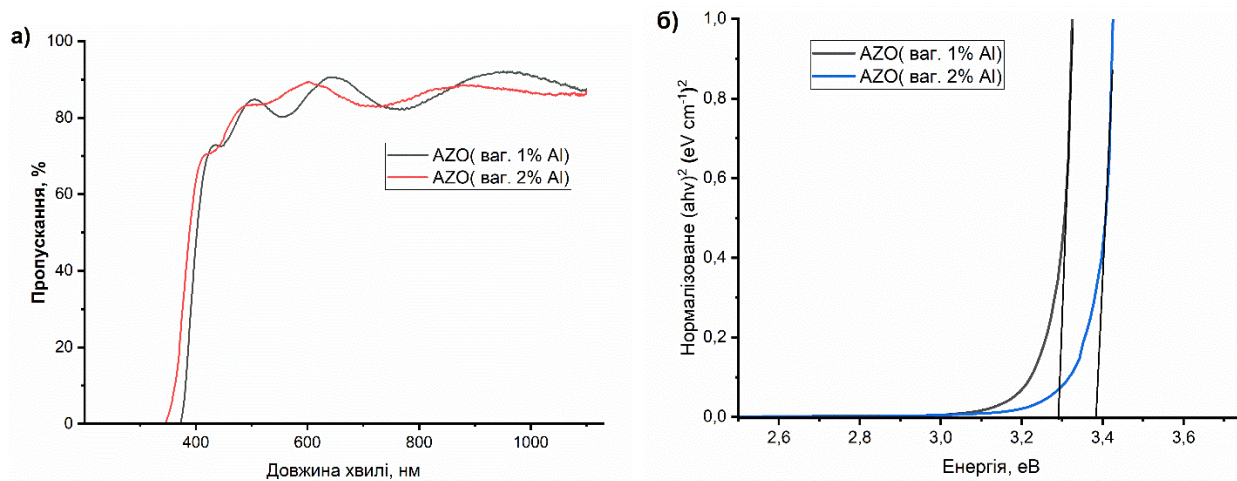 а)
Пропускання, %
100
80
60
40
20
0
AZO( ваг. 1% Al)
AZO( ваг. 2% Al)
400
600
800
1000
Довжина хвилі, нм
б)
Нормалізоване (ahv)² (eV cm⁻¹)²
1,0
0,8
0,6
0,4
0,2
0,0
AZO( ваг. 1% Al)
AZO( ваг. 2% Al)
2,6
2,8
3,0
3,2
3,4
3,6
Енергія, еВ